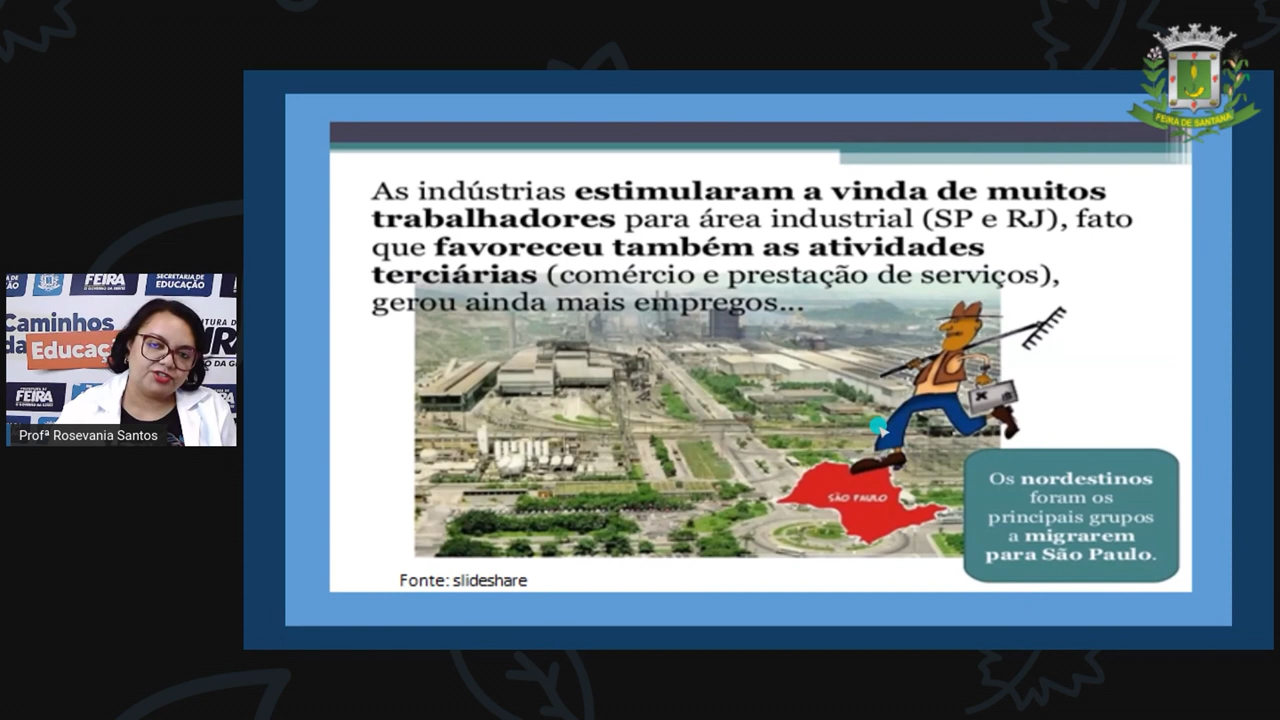 FEIRA DE SANTANA
As indústrias estimularam a vinda de muitos
trabalhadores para área industrial (SP e RJ), fato
que favoreceu também as atividades
terciárias (comércio e prestação de serviços),
gerou ainda mais empregos...
SÃO PAULO
Os nordestinos
foram os
principais grupos
a migrarem
para São Paulo.
Fonte: slideshare
FEIRA
SECRETARIA DE
EDUCAÇÃO
Caminhos
da Educaç
FEIRA
Profª Rosevania Santos